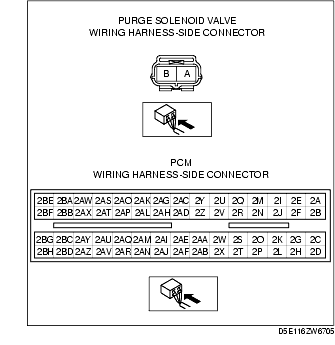 PURGE SOLENOID VALVE
WIRING HARNESS-SIDE CONNECTOR
B A
PCM
WIRING HARNESS-SIDE CONNECTOR
2BE 2BA 2AW 2AS 2AO 2AK 2AG 2AC 2Y 2U 2Q 2M 2I 2E 2A
2BF 2BB 2AX 2AT 2AP 2AL 2AH 2AD 2Z 2V 2R 2N 2J 2F 2B
2BG 2BC 2AY 2AU 2AQ 2AM 2AI 2AE 2AA 2W 2S 2O 2K 2G 2C
2BH 2BD 2AZ 2AV 2AR 2AN 2AJ 2AF 2AB 2X 2T 2P 2L 2H 2D
D5E116ZW6705